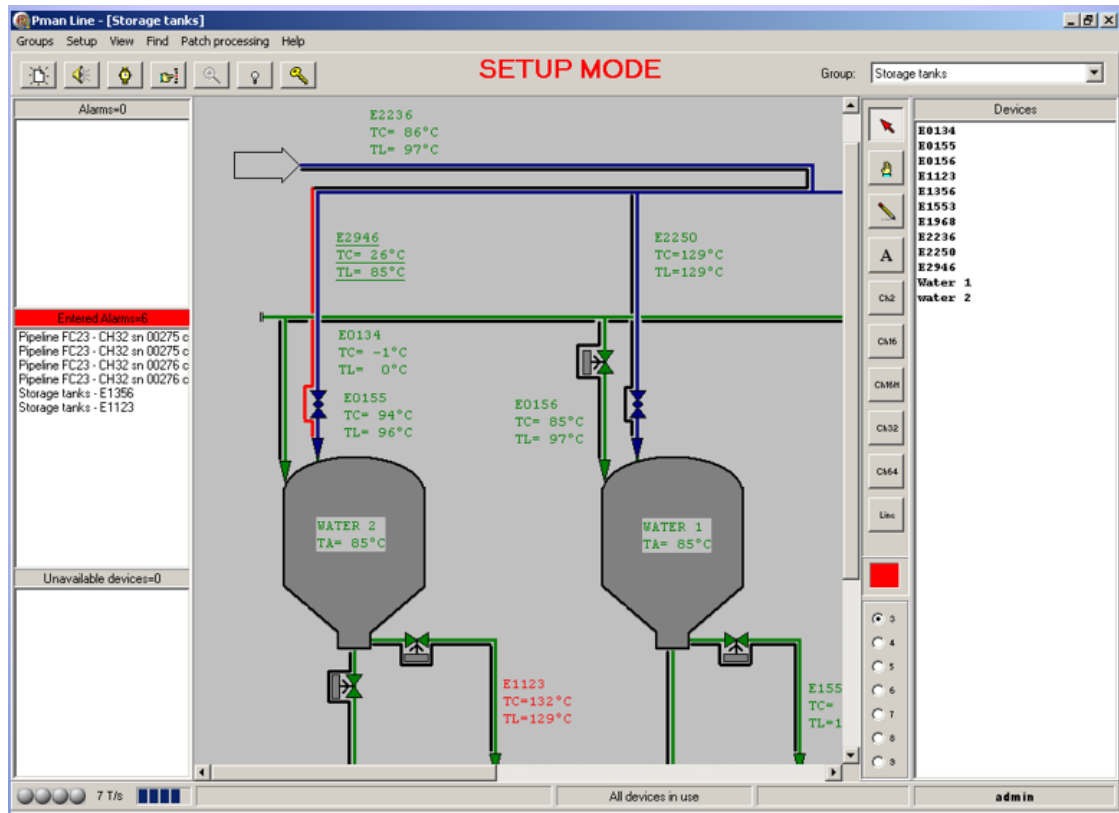 Pman Line - [Storage tanks]
Groups Setup View Find Patch processing Help
SETUP MODE
Group: Storage tanks
Alarms=0
Entered Alarms=6
Pipeline FC23 - CH32 sn 00275 c
Pipeline FC23 - CH32 sn 00275 c
Pipeline FC23 - CH32 sn 00276 c
Pipeline FC23 - CH32 sn 00276 c
Storage tanks - E1356
Storage tanks - E1123
Unavailable devices=0
E2236
TC= 86°C
TL= 97°C
E2946
TC= 26°C
TL= 85°C
E2250
TC=129°C
TL=129°C
E0134
TC= -1°C
TL= 0°C
E0155
TC= 94°C
TL= 96°C
E0156
TC= 85°C
TL= 97°C
WATER 2
TA= 85°C
WATER 1
TA= 85°C
E1123
TC=132°C
TL=129°C
E155
TC=
TL=1
A
Ch2
Ch16
Ch16H
Ch32
Ch64
Line
3
4
5
6
7
8
9
Devices
E0134
E0155
E0156
E1123
E1356
E1553
E1968
E2236
E2250
E2946
Water 1
water 2
7 T/s
All devices in use
admin